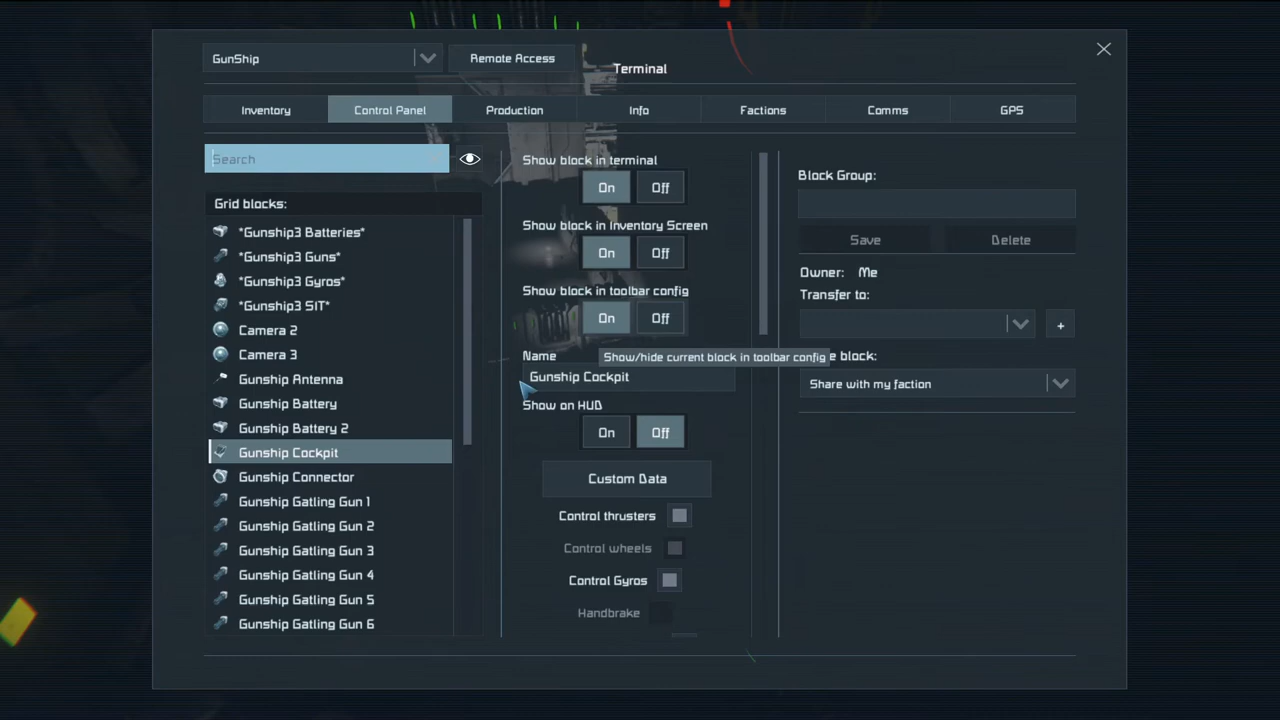 GunShip
Remote Access
Terminal
Inventory
Control Panel
Production
Info
Factions
Comms
GPS
Search
Grid blocks:
*Gunship3 Batteries*
*Gunship3 Guns*
*Gunship3 Gyros*
*Gunship3 SIT*
Camera 2
Camera 3
Gunship Antenna
Gunship Battery
Gunship Battery 2
Gunship Cockpit
Gunship Connector
Gunship Gatling Gun 1
Gunship Gatling Gun 2
Gunship Gatling Gun 3
Gunship Gatling Gun 4
Gunship Gatling Gun 5
Gunship Gatling Gun 6
Show block in terminal
On Off
Show block in Inventory Screen
On Off
Show block in toolbar config
On Off
Show/hide current block in toolbar config
Name
Gunship Cockpit
Show on HUD
On Off
Custom Data
Control thrusters
Control wheels
Control Gyros
Handbrake
Block Group:
Save Delete
Owner: Me
Transfer to:
+
block:
Share with my faction